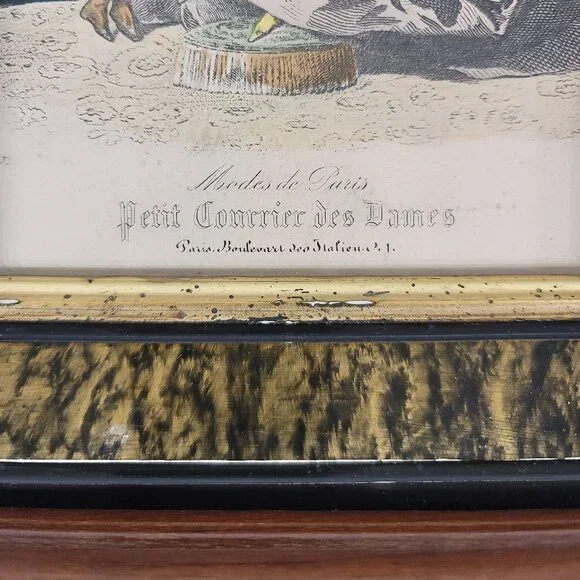 Modes de Paris
Petit Courrier des Dames
Paris, Boulevart des Italiens, N. 1.